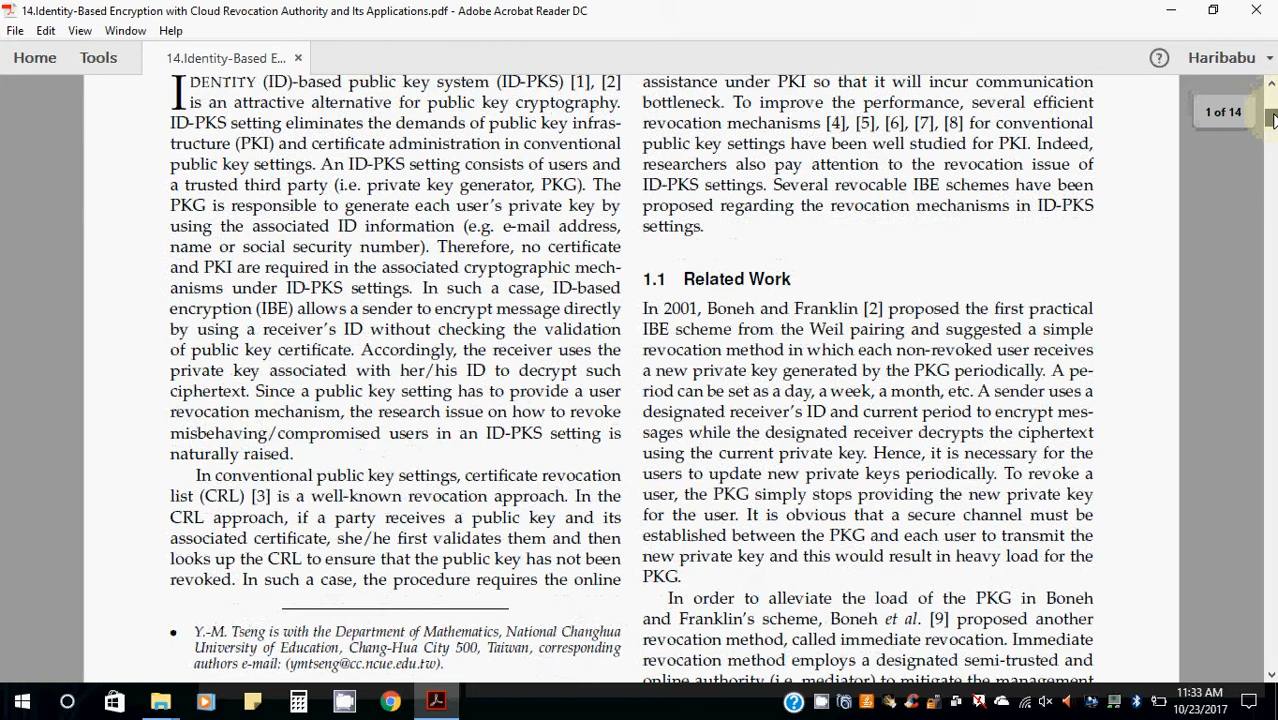 14.Identity-Based Encryption with Cloud Revocation Authority and Its Applications.pdf - Adobe Acrobat Reader DC
File Edit View Window Help
Home Tools 14.Identity-Based E... × ? Haribabu
1 of 14
IDENTITY (ID)-based public key system (ID-PKS) [1], [2]
is an attractive alternative for public key cryptography.
ID-PKS setting eliminates the demands of public key infras-
tructure (PKI) and certificate administration in conventional
public key settings. An ID-PKS setting consists of users and
a trusted third party (i.e. private key generator, PKG). The
PKG is responsible to generate each user's private key by
using the associated ID information (e.g. e-mail address,
name or social security number). Therefore, no certificate
and PKI are required in the associated cryptographic mech-
anisms under ID-PKS settings. In such a case, ID-based
encryption (IBE) allows a sender to encrypt message directly
by using a receiver's ID without checking the validation
of public key certificate. Accordingly, the receiver uses the
private key associated with her/his ID to decrypt such
ciphertext. Since a public key setting has to provide a user
revocation mechanism, the research issue on how to revoke
misbehaving/compromised users in an ID-PKS setting is
naturally raised.
In conventional public key settings, certificate revocation
list (CRL) [3] is a well-known revocation approach. In the
CRL approach, if a party receives a public key and its
associated certificate, she/he first validates them and then
looks up the CRL to ensure that the public key has not been
revoked. In such a case, the procedure requires the online
• Y.-M. Tseng is with the Department of Mathematics, National Changhua
University of Education, Chang-Hua City 500, Taiwan, corresponding
authors e-mail: (ymtseng@cc.ncue.edu.tw).
assistance under PKI so that it will incur communication
bottleneck. To improve the performance, several efficient
revocation mechanisms [4], [5], [6], [7], [8] for conventional
public key settings have been well studied for PKI. Indeed,
researchers also pay attention to the revocation issue of
ID-PKS settings. Several revocable IBE schemes have been
proposed regarding the revocation mechanisms in ID-PKS
settings.
1.1 Related Work
In 2001, Boneh and Franklin [2] proposed the first practical
IBE scheme from the Weil pairing and suggested a simple
revocation method in which each non-revoked user receives
a new private key generated by the PKG periodically. A pe-
riod can be set as a day, a week, a month, etc. A sender uses a
designated receiver's ID and current period to encrypt mes-
sages while the designated receiver decrypts the ciphertext
using the current private key. Hence, it is necessary for the
users to update new private keys periodically. To revoke a
user, the PKG simply stops providing the new private key
for the user. It is obvious that a secure channel must be
established between the PKG and each user to transmit the
new private key and this would result in heavy load for the
PKG.
In order to alleviate the load of the PKG in Boneh
and Franklin's scheme, Boneh et al. [9] proposed another
revocation method, called immediate revocation. Immediate
revocation method employs a designated semi-trusted and
online authority (i.e. mediator) to mitigate the management
11:33 AM
10/23/2017